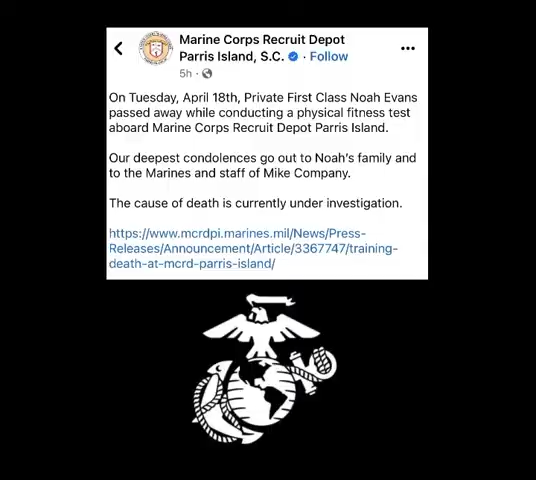 Marine Corps Recruit Depot
Parris Island, S.C. · Follow
5h ·
On Tuesday, April 18th, Private First Class Noah Evans
passed away while conducting a physical fitness test
aboard Marine Corps Recruit Depot Parris Island.
Our deepest condolences go out to Noah's family and
to the Marines and staff of Mike Company.
The cause of death is currently under investigation.
https://www.mcrdpi.marines.mil/News/Press-
Releases/Announcement/Article/3367747/training-
death-at-mcrd-parris-island/